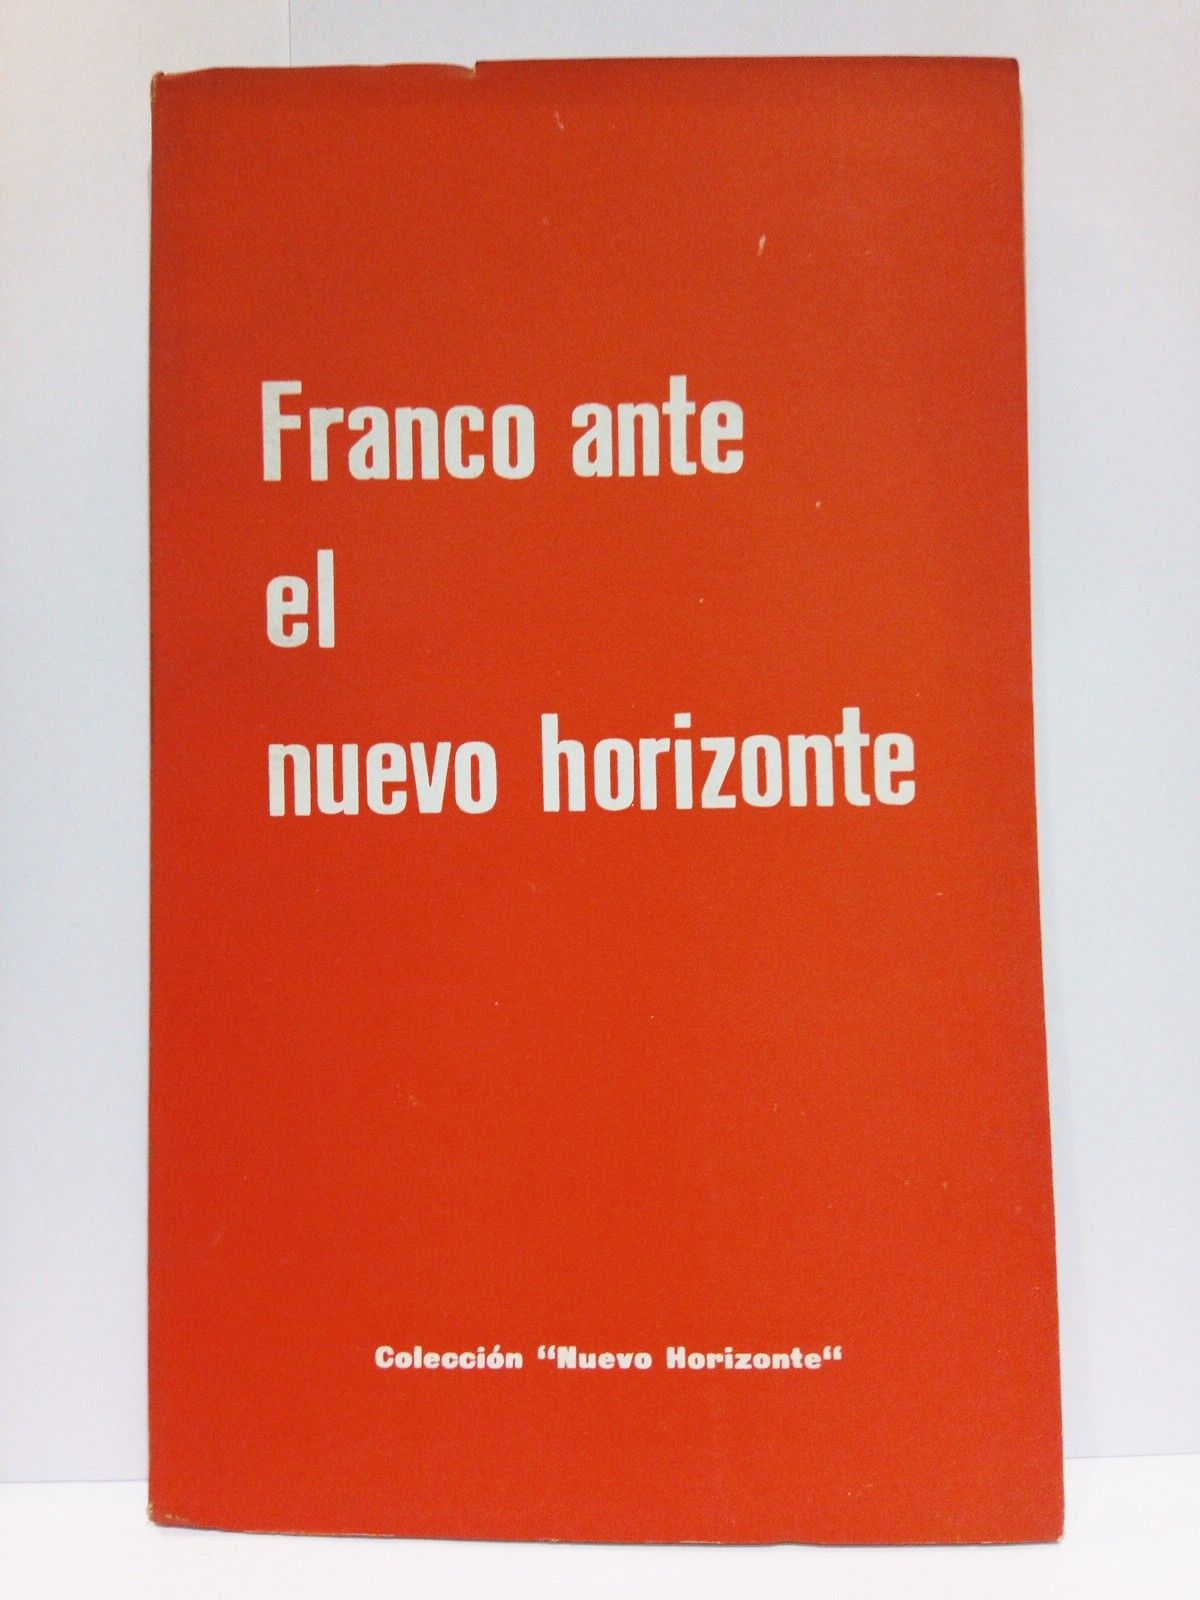 Franco ante
el
nuevo horizonte
Colección “Nuevo Horizonte“